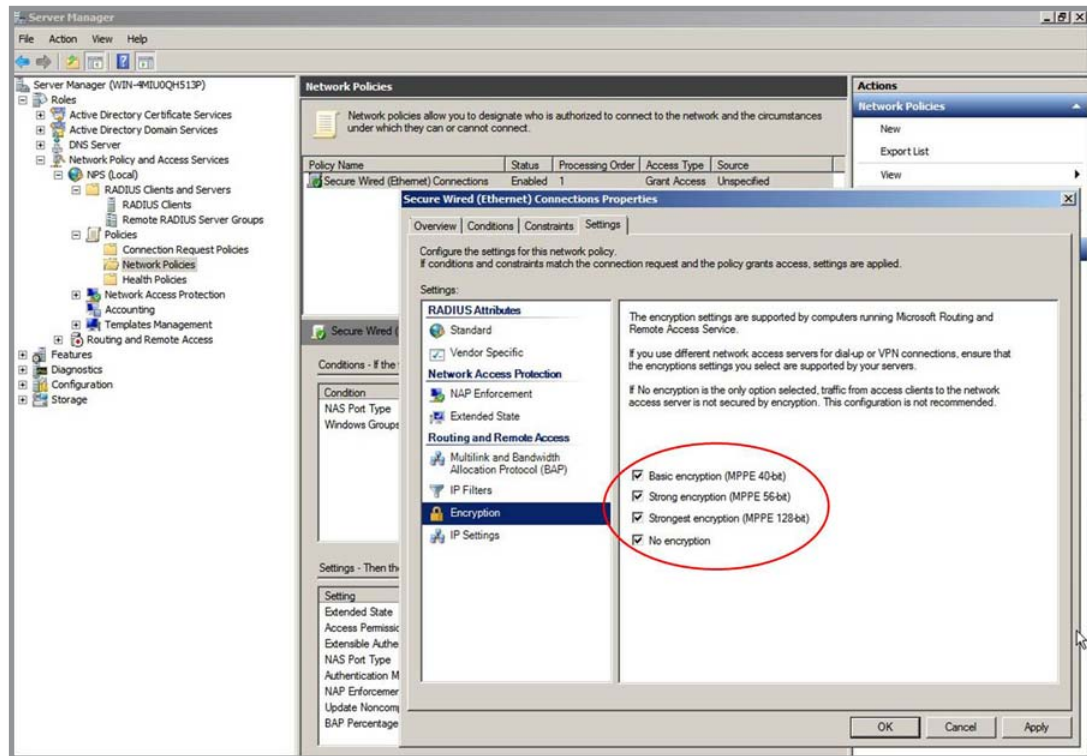 Server Manager
File Action View Help
Server Manager (WIN-4MIU0QH513P)
Roles
Active Directory Certificate Services
Active Directory Domain Services
DNS Server
Network Policy and Access Services
NPS (Local)
RADIUS Clients and Servers
RADIUS Clients
Remote RADIUS Server Groups
Policies
Connection Request Policies
Network Policies
Health Policies
Network Access Protection
Accounting
Templates Management
Routing and Remote Access
Features
Diagnostics
Configuration
Storage
Network Policies
Network policies allow you to designate who is authorized to connect to the network and the circumstances
under which they can or cannot connect.
Policy Name Status Processing Order Access Type Source
Secure Wired (Ethernet) Connections Enabled 1 Grant Access Unspecified
Secure Wired (
Conditions - If the
Condition
NAS Port Type
Windows Groups
Settings - Then the
Setting
Extended State
Access Permissic
Extensible Authe
NAS Port Type
Authentication M
NAP Enforcemer
Update Noncomp
BAP Percentage
Actions
Network Policies
New
Export List
View
Secure Wired (Ethernet) Connections Properties
Overview Conditions Constraints Settings
Configure the settings for this network policy.
If conditions and constraints match the connection request and the policy grants access, settings are applied.
Settings:
RADIUS Attributes
Standard
Vendor Specific
Network Access Protection
NAP Enforcement
Extended State
Routing and Remote Access
Multilink and Bandwidth
Allocation Protocol (BAP)
IP Filters
Encryption
IP Settings
The encryption settings are supported by computers running Microsoft Routing and
Remote Access Service.
If you use different network access servers for dial-up or VPN connections, ensure that
the encryptions settings you select are supported by your servers.
If No encryption is the only option selected, traffic from access clients to the network
access server is not secured by encryption. This configuration is not recommended.
Basic encryption (MPPE 40-bit)
Strong encryption (MPPE 56-bit)
Strongest encryption (MPPE 128-bit)
No encryption
OK Cancel Apply